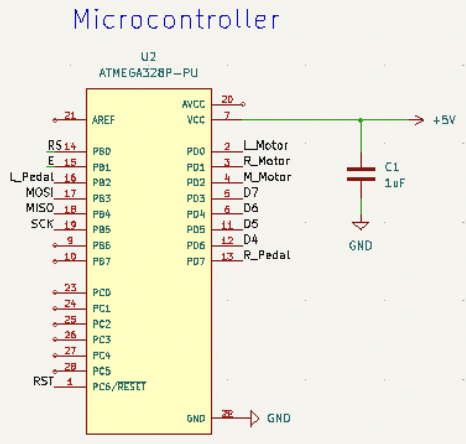 Microcontroller
U2
ATMEGA328P-PU
AVCC 20
21 AREF VCC 7 +5V
RS 14 PB0 PD0 2 L_Motor
E 15 PB1 PD1 3 R_Motor
L_Pedal 16 PB2 PD2 4 M_Motor
MOSI 17 PB3 PD3 5 D7
MISO 18 PB4 PD4 6 D6
SCK 19 PB5 PD5 11 D5
9 PB6 PD6 12 D4
10 PB7 PD7 13 R_Pedal
C1
1uF
GND
23 PC0
24 PC1
25 PC2
26 PC3
27 PC4
28 PC5
RST 1 PC6/RESET
GND GND